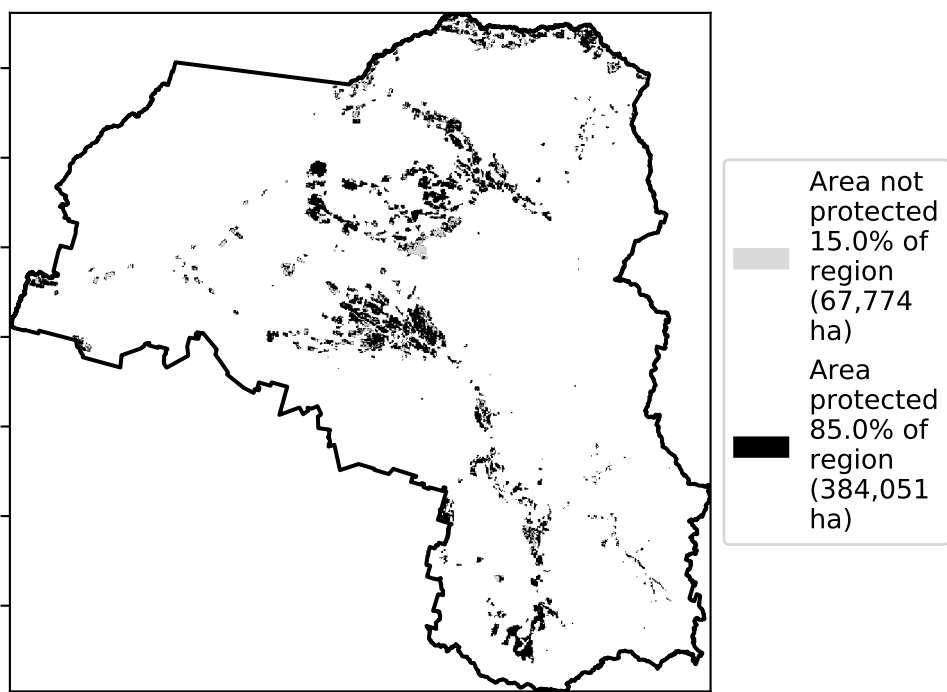 Area not
protected
15.0% of
region
(67,774
ha)
Area
protected
85.0% of
region
(384,051
ha)